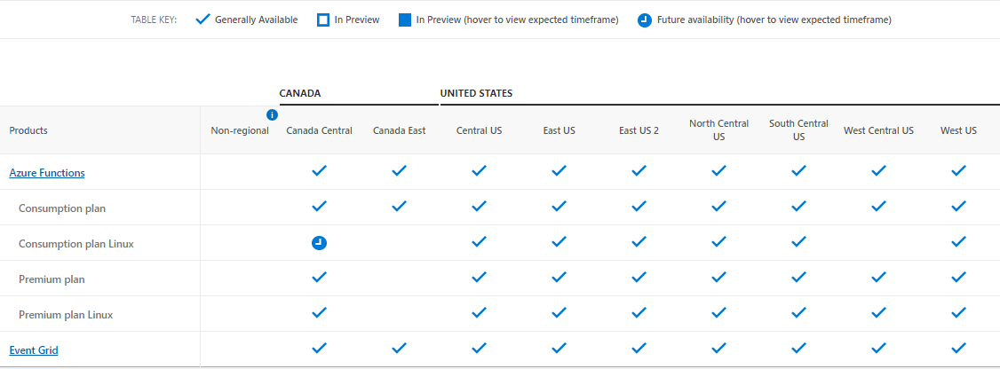 TABLE KEY: Generally Available In Preview In Preview (hover to view expected timeframe) Future availability (hover to view expected timeframe)
CANADA UNITED STATES
Products Non-regional Canada Central Canada East Central US East US East US 2 North Central US South Central US West Central US West US
Azure Functions
Consumption plan
Consumption plan Linux
Premium plan
Premium plan Linux
Event Grid